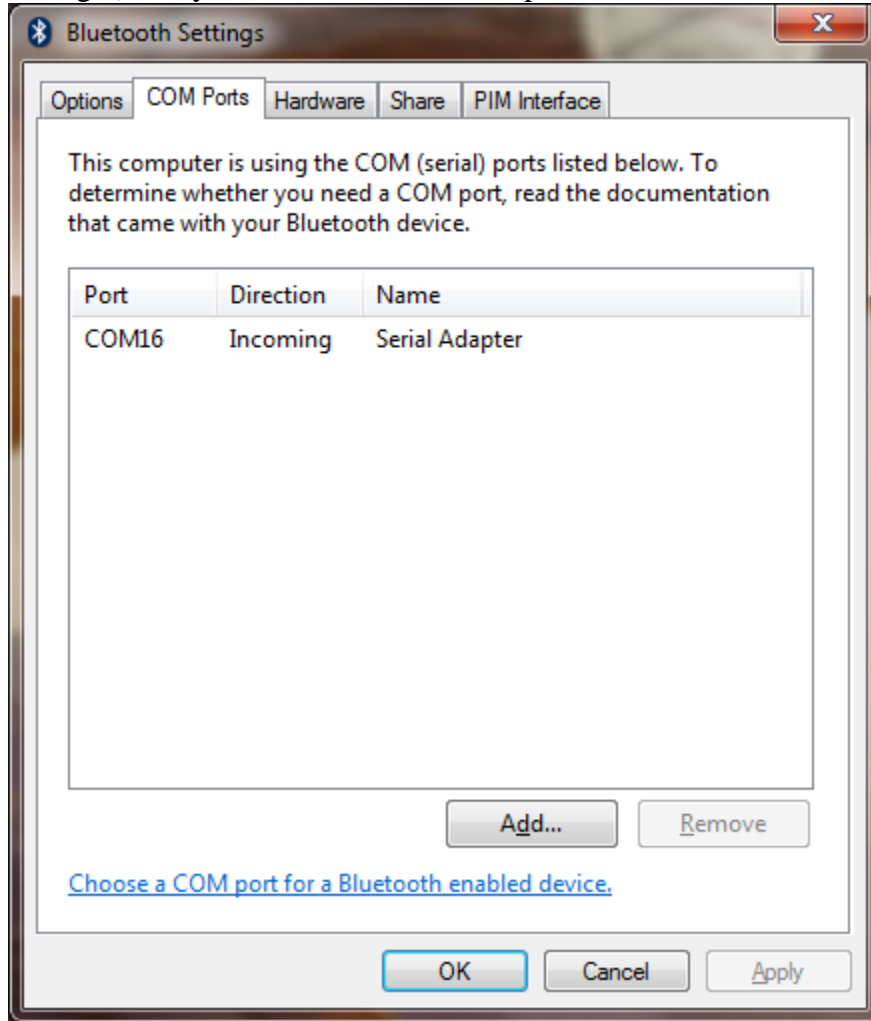 Bluetooth Settings
Options COM Ports Hardware Share PIM Interface
This computer is using the COM (serial) ports listed below. To
determine whether you need a COM port, read the documentation
that came with your Bluetooth device.
Port Direction Name
COM16 Incoming Serial Adapter
Add... Remove
Choose a COM port for a Bluetooth enabled device.
OK Cancel Apply